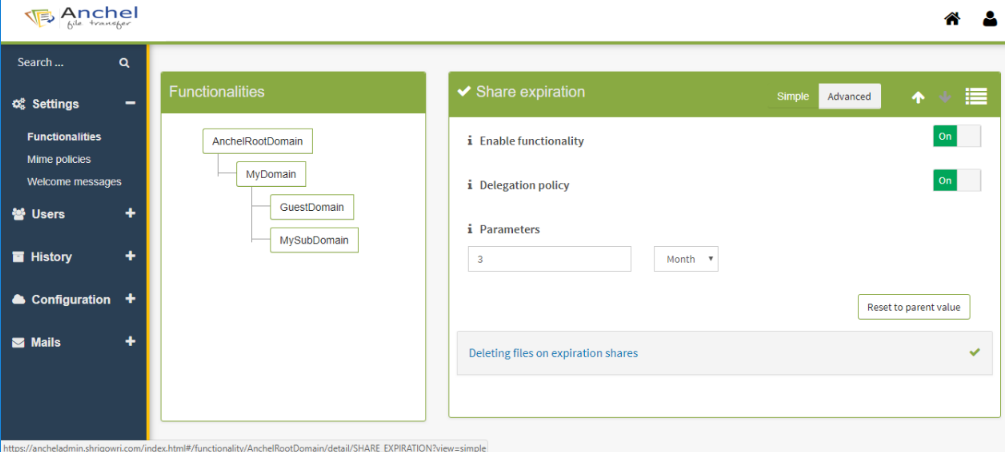 Anchel
file transfer
Search ...
Settings
Functionalities
Mime policies
Welcome messages
Users
History
Configuration
Mails
Functionalities
AnchelRootDomain
MyDomain
GuestDomain
MySubDomain
Share expiration
Simple
Advanced
Enable functionality
On
Delegation policy
On
Parameters
3
Month
Reset to parent value
Deleting files on expiration shares
https://ancheladmin.shrigowri.com/index.html#/functionality/AnchelRootDomain/detail/SHARE_EXPIRATION?view=simple